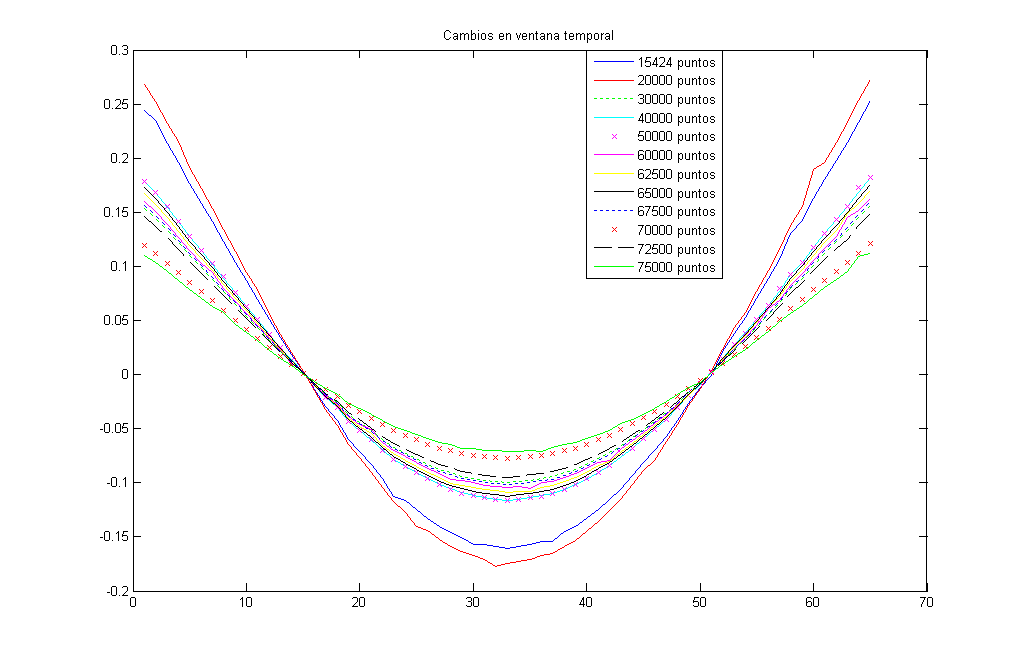 Cambios en ventana temporal
0.3
0.25
0.2
0.15
0.1
0.05
0
-0.05
-0.1
-0.15
-0.2
0 10 20 30 40 50 60 70
15424 puntos
20000 puntos
30000 puntos
40000 puntos
50000 puntos
60000 puntos
62500 puntos
65000 puntos
67500 puntos
70000 puntos
72500 puntos
75000 puntos